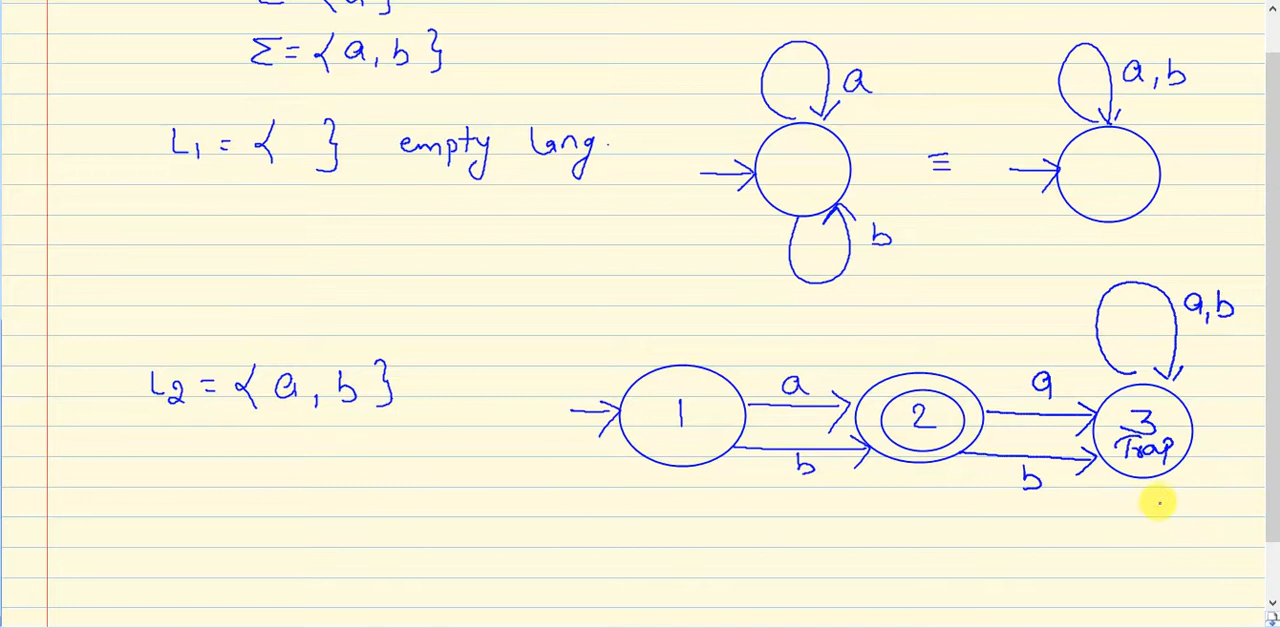 Σ = {a, b}
a
a, b
L1 = { } empty lang.
≡
b
a, b
L2 = {a, b}
1
a
b
2
a
b
3
Trap